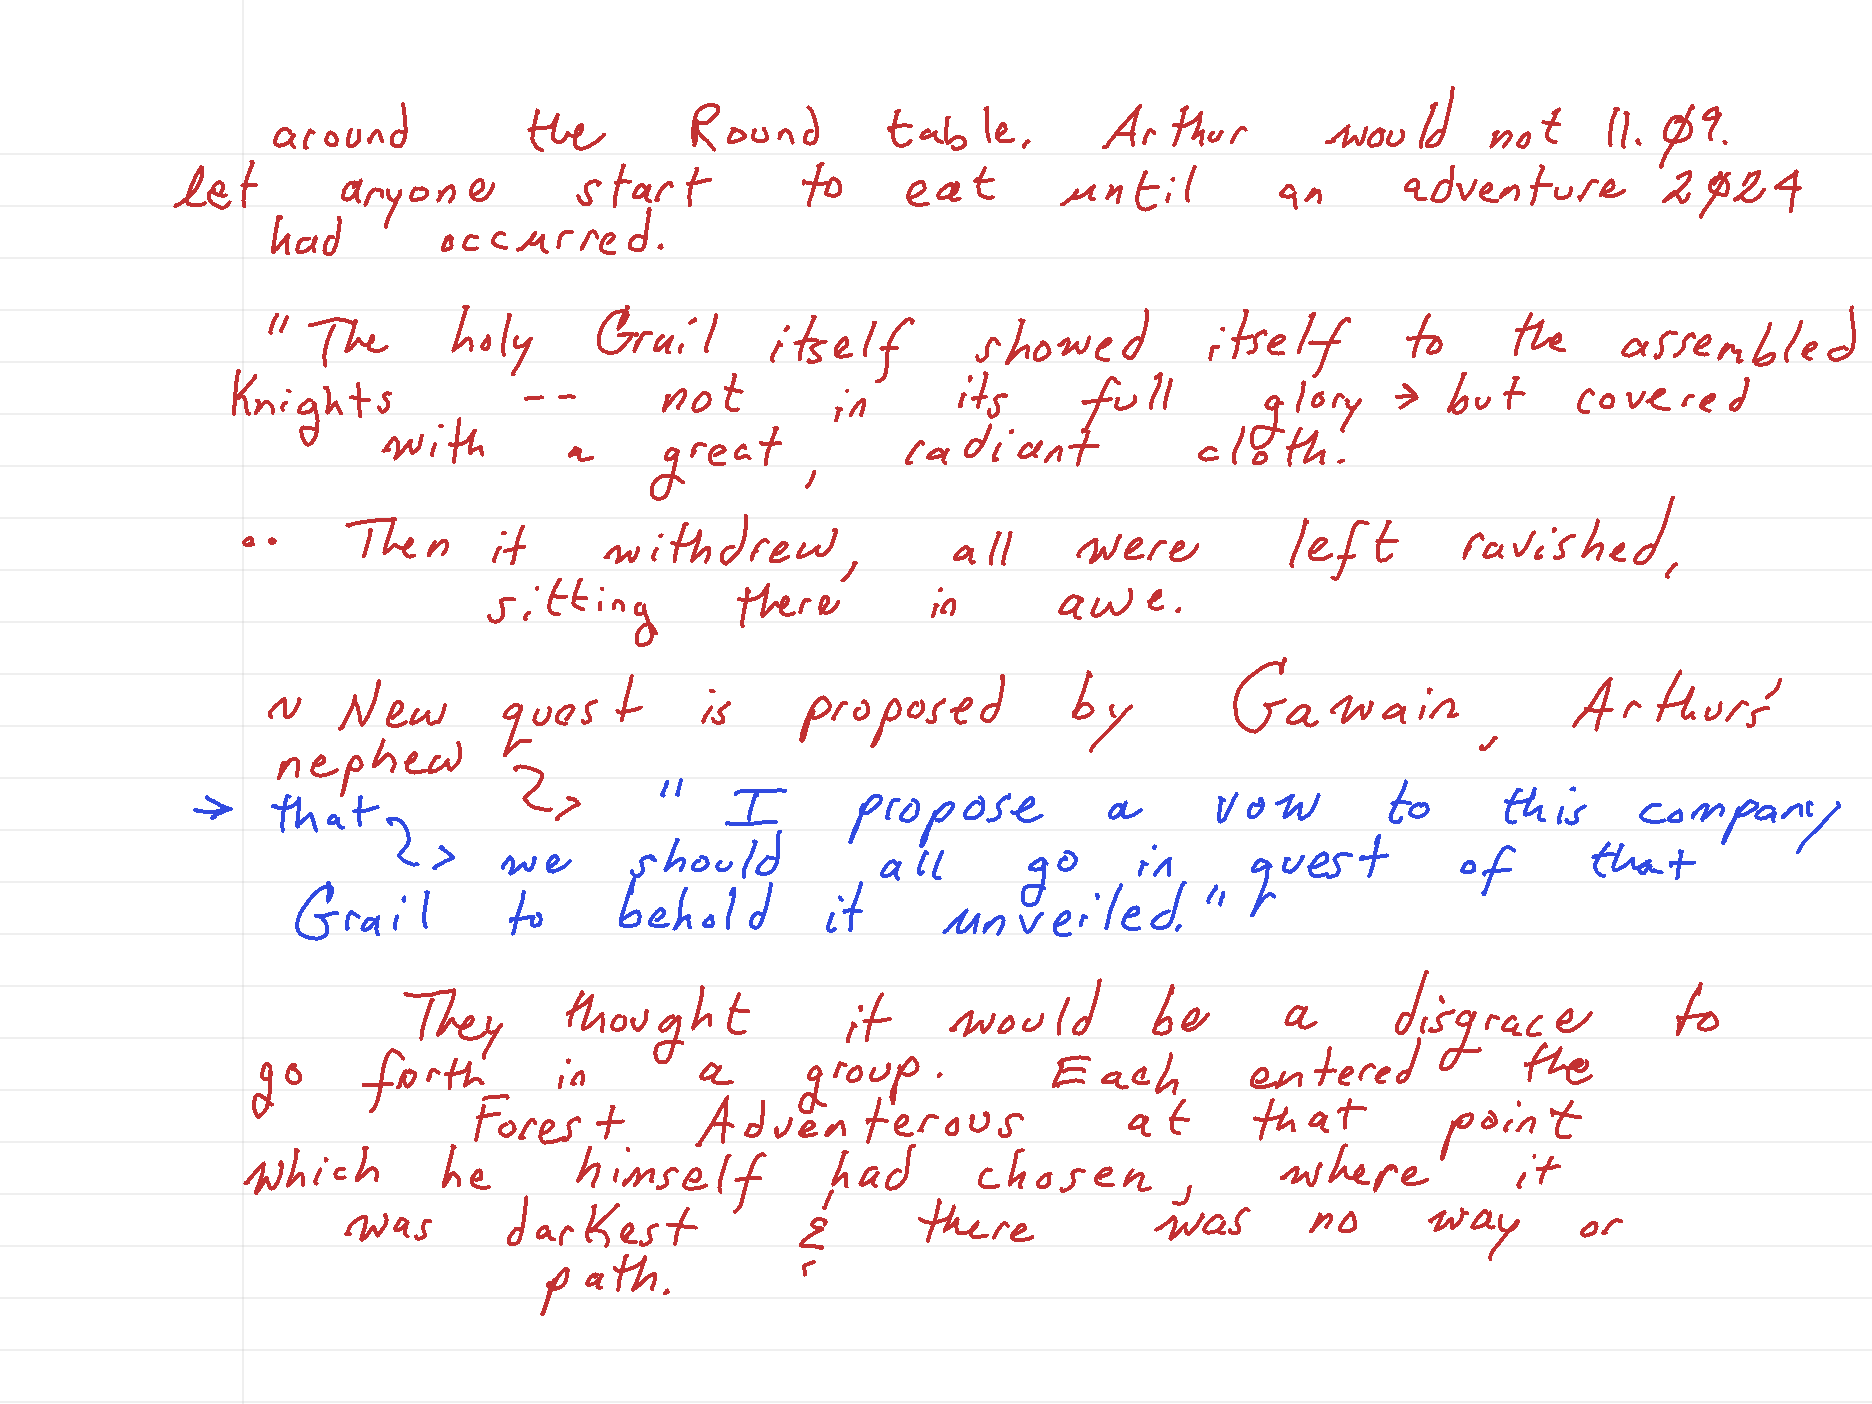 around the Round table. Arthur would not 11.Ø9.
let anyone start to eat until an adventure 2Ø24
had occurred.
"The holy Grail itself showed itself to the assembled
Knights -- not in its full glory → but covered
with a great, radiant cloth.
.. Then it withdrew, all were left ravished,
sitting there in awe.
~ New quest is proposed by Gawain, Arthur's
nephew
→ that → "I propose a vow to this company
→ we should all go in quest of that
Grail to behold it unveiled."
They thought it would be a disgrace to
go forth in a group. Each entered the
Forest Adventerous at that point
which he himself had chosen, where it
was darkest & there was no way or
path.